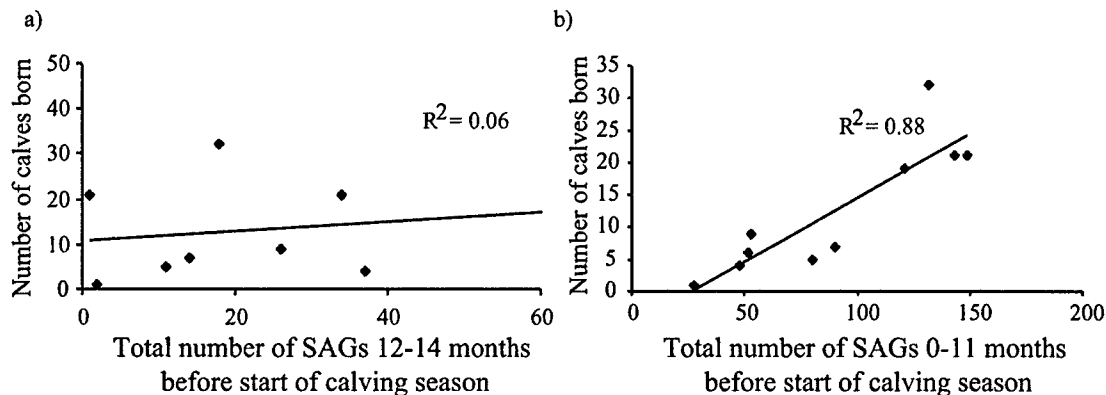 a)
Number of calves born
50
40
30
20
10
0
R² = 0.06
0 20 40 60
Total number of SAGs 12-14 months
before start of calving season
b)
Number of calves born
35
30
25
20
15
10
5
0
R² = 0.88
0 50 100 150 200
Total number of SAGs 0-11 months
before start of calving season